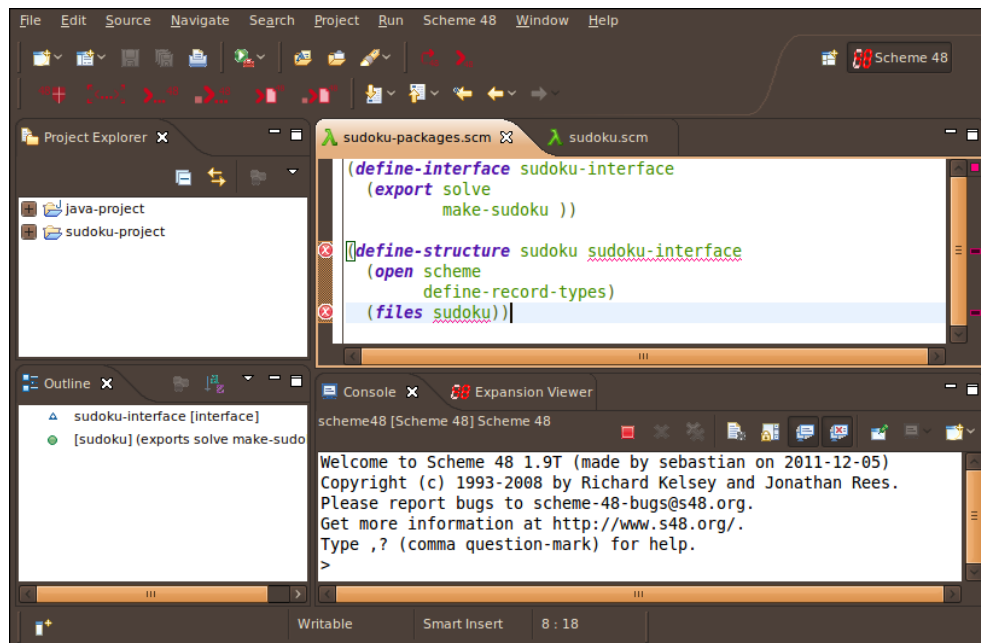 File Edit Source Navigate Search Project Run Scheme 48 Window Help
Scheme 48
Project Explorer
java-project
sudoku-project
sudoku-packages.scm
sudoku.scm
(define-interface sudoku-interface
(export solve
make-sudoku ))
(define-structure sudoku sudoku-interface
(open scheme
define-record-types)
(files sudoku))
Outline
sudoku-interface [interface]
[sudoku] (exports solve make-sudo
Console
Expansion Viewer
scheme48 [Scheme 48] Scheme 48
Welcome to Scheme 48 1.9T (made by sebastian on 2011-12-05)
Copyright (c) 1993-2008 by Richard Kelsey and Jonathan Rees.
Please report bugs to scheme-48-bugs@s48.org.
Get more information at http://www.s48.org/.
Type ,? (comma question-mark) for help.
>
Writable Smart Insert 8 : 18